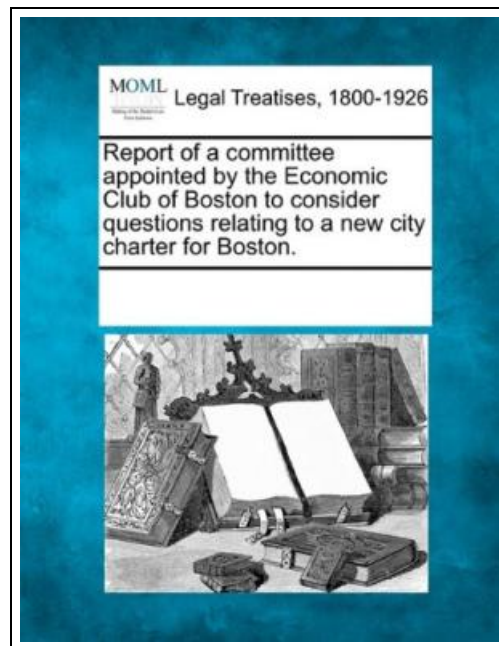 MOML
Legal Treatises, 1800-1926
Report of a committee
appointed by the Economic
Club of Boston to consider
questions relating to a new city
charter for Boston.